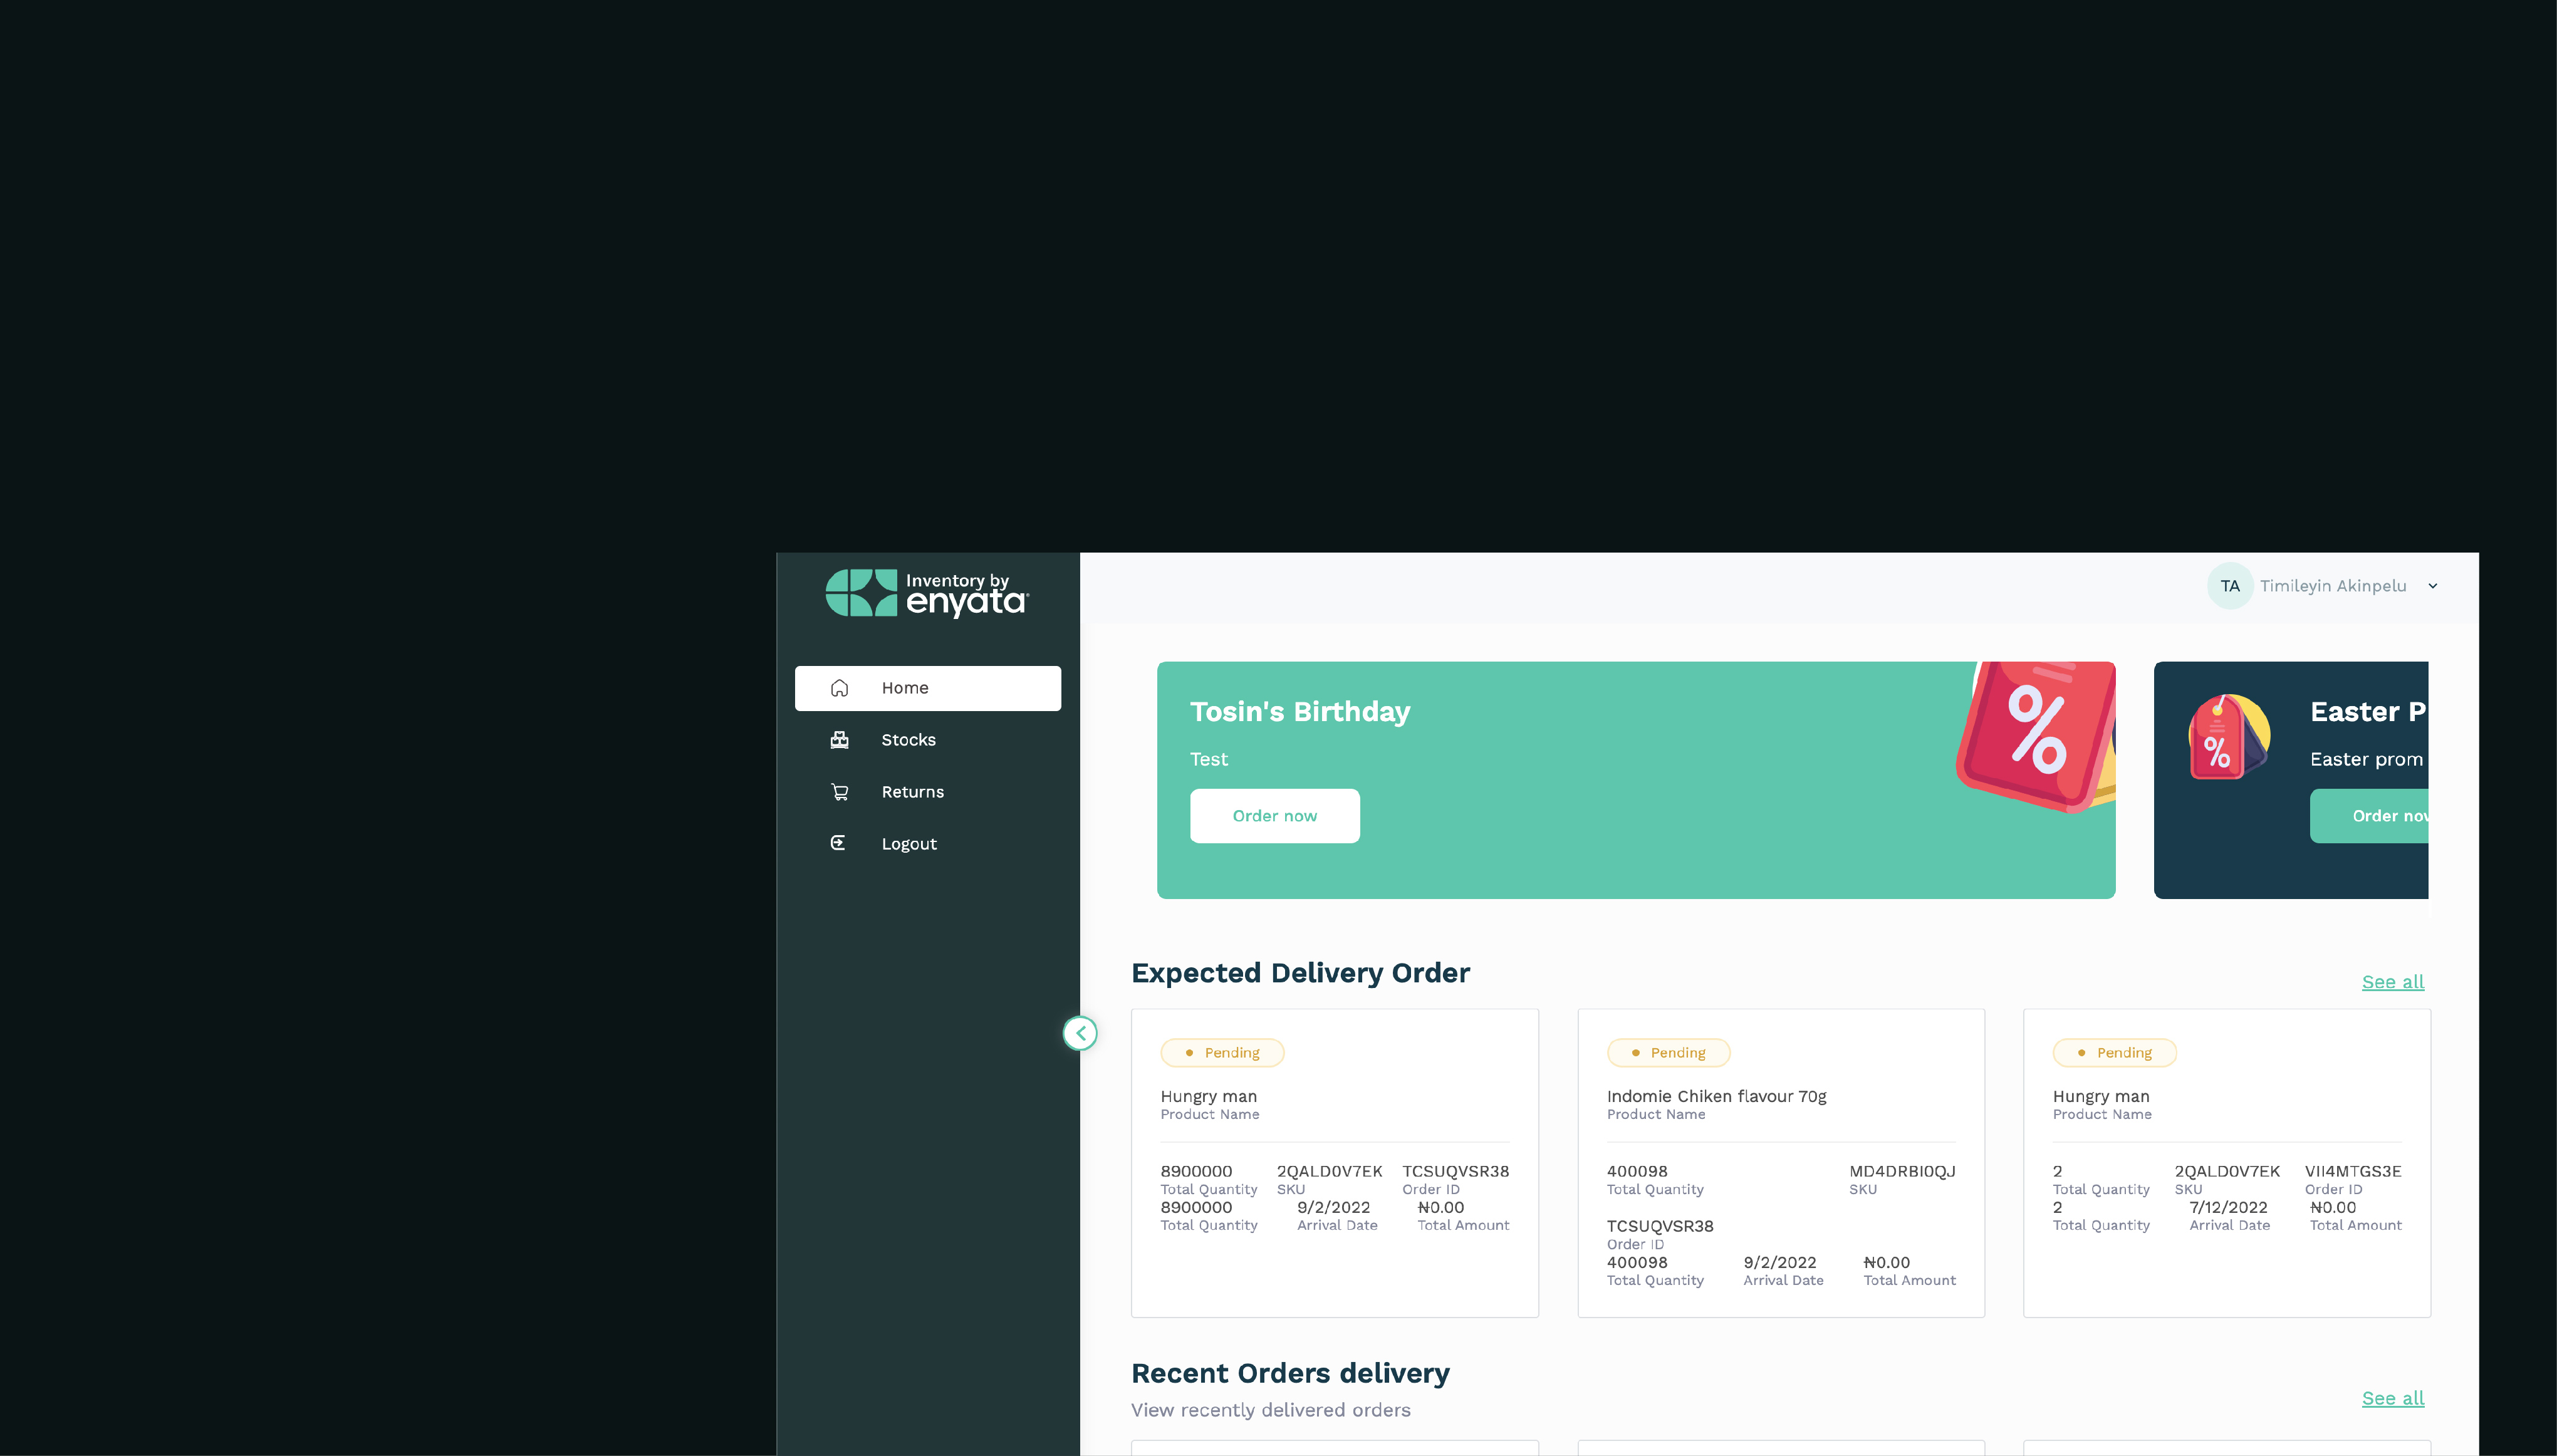 Inventory by
enyata
TA Timileyin Akinpelu
Home
Stocks
Returns
Logout
Tosin's Birthday
Test
Order now
%
%
Easter P
Easter prom
Order now
Expected Delivery Order
See all
Pending
Hungry man
Product Name
8900000 2QALD0V7EK TCSUQVSR38
Total Quantity SKU Order ID
8900000 9/2/2022 ₦0.00
Total Quantity Arrival Date Total Amount
Pending
Indomie Chiken flavour 70g
Product Name
400098 MD4DRBI0QJ
Total Quantity SKU
TCSUQVSR38
Order ID
400098 9/2/2022 ₦0.00
Total Quantity Arrival Date Total Amount
Pending
Hungry man
Product Name
2 2QALD0V7EK VII4MTGS3E
Total Quantity SKU Order ID
2 7/12/2022 ₦0.00
Total Quantity Arrival Date Total Amount
Recent Orders delivery
View recently delivered orders
See all